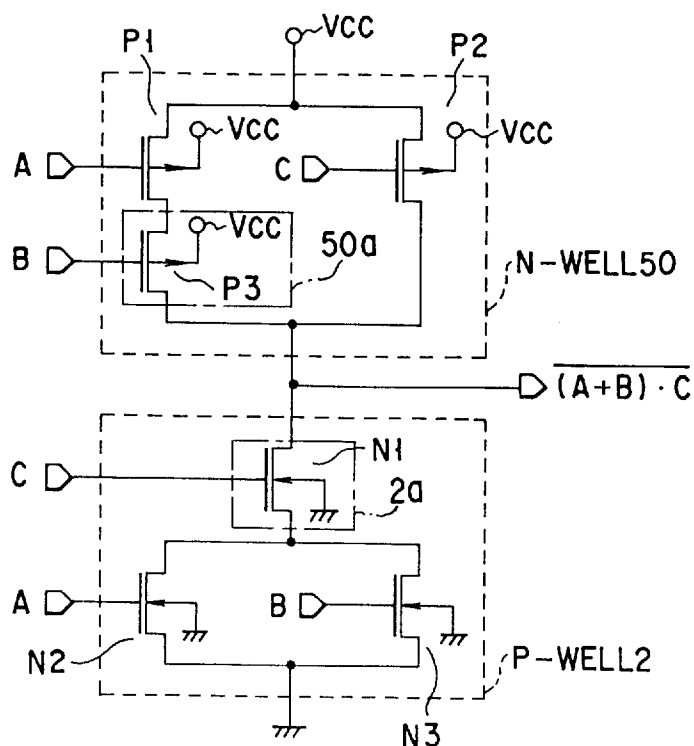 VCC
P1
P2
VCC
VCC
A
C
VCC
B
50a
P3
N-WELL50
(A+B)·C
N1
C
2a
A
B
N2
P-WELL2
N3